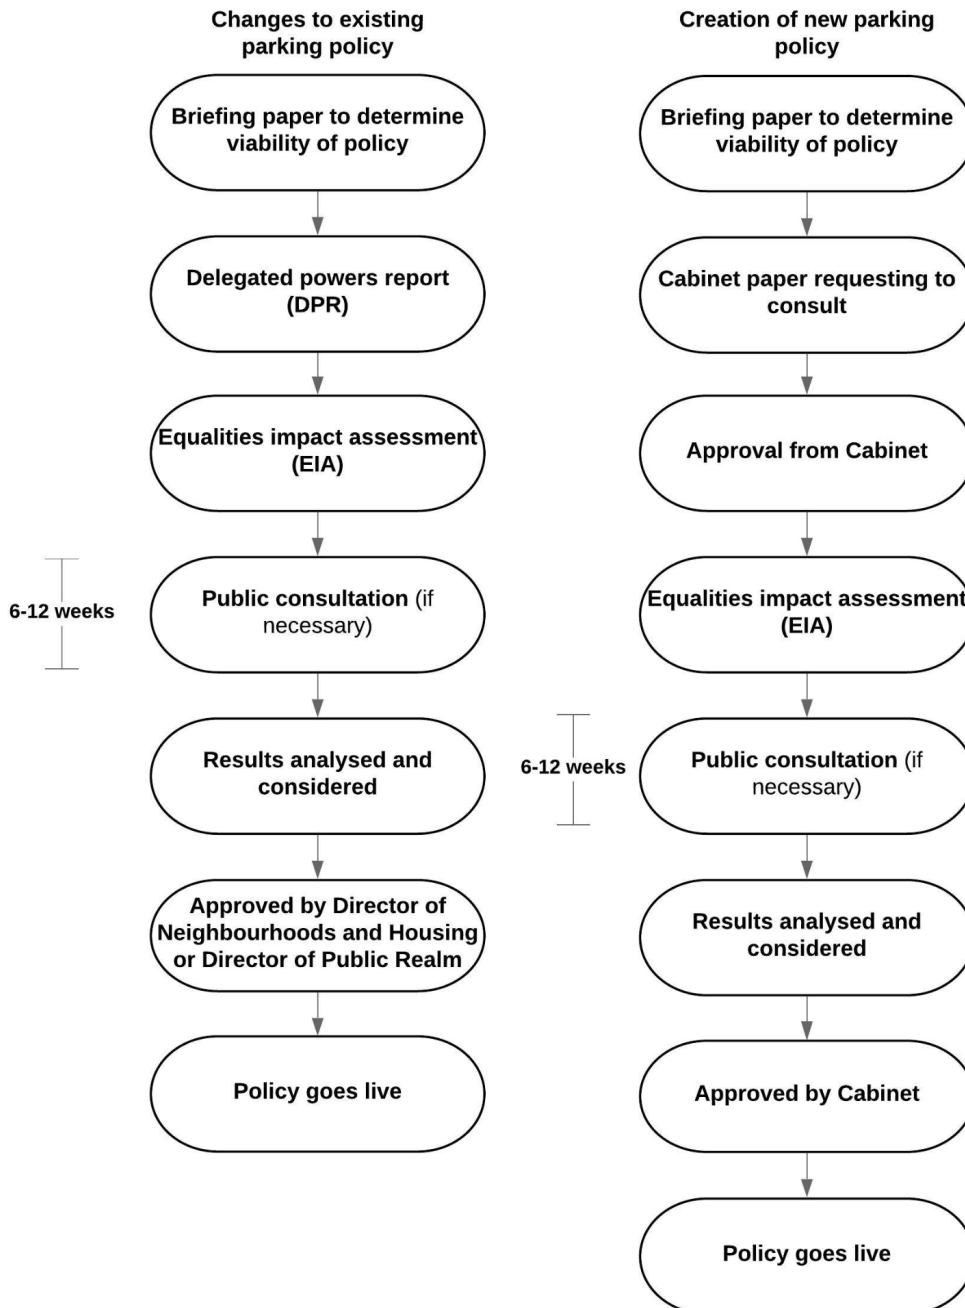 Changes to existing
parking policy
Briefing paper to determine
viability of policy
Delegated powers report
(DPR)
Equalities impact assessment
(EIA)
6-12 weeks
Public consultation (if
necessary)
Results analysed and
considered
Approved by Director of
Neighbourhoods and Housing
or Director of Public Realm
Policy goes live
Creation of new parking
policy
Briefing paper to determine
viability of policy
Cabinet paper requesting to
consult
Approval from Cabinet
Equalities impact assessment
(EIA)
6-12 weeks
Public consultation (if
necessary)
Results analysed and
considered
Approved by Cabinet
Policy goes live